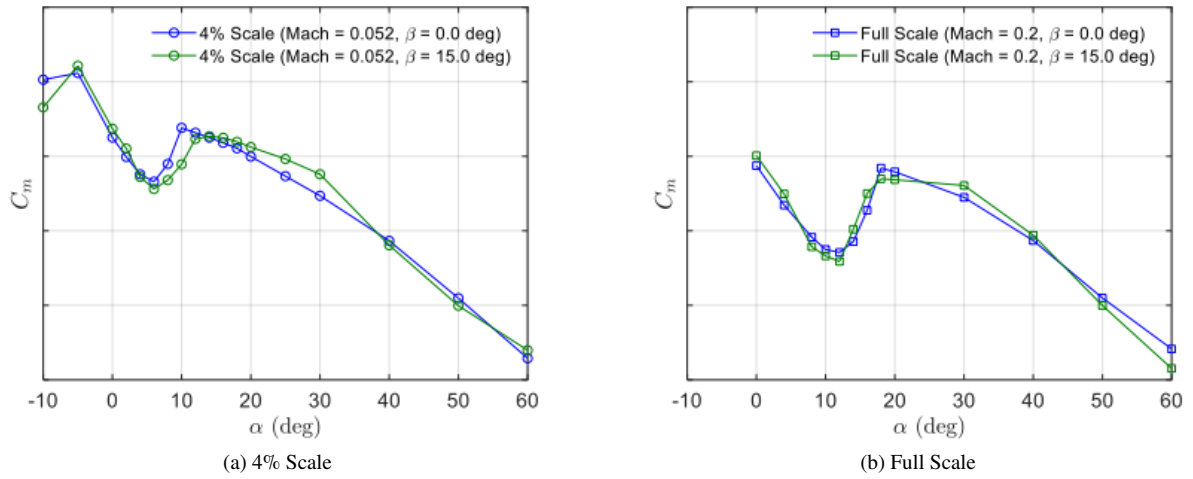 4% Scale (Mach = 0.052, β = 0.0 deg)
4% Scale (Mach = 0.052, β = 15.0 deg)
C_m
-10 0 10 20 30 40 50 60
α (deg)
(a) 4% Scale
Full Scale (Mach = 0.2, β = 0.0 deg)
Full Scale (Mach = 0.2, β = 15.0 deg)
C_m
-10 0 10 20 30 40 50 60
α (deg)
(b) Full Scale